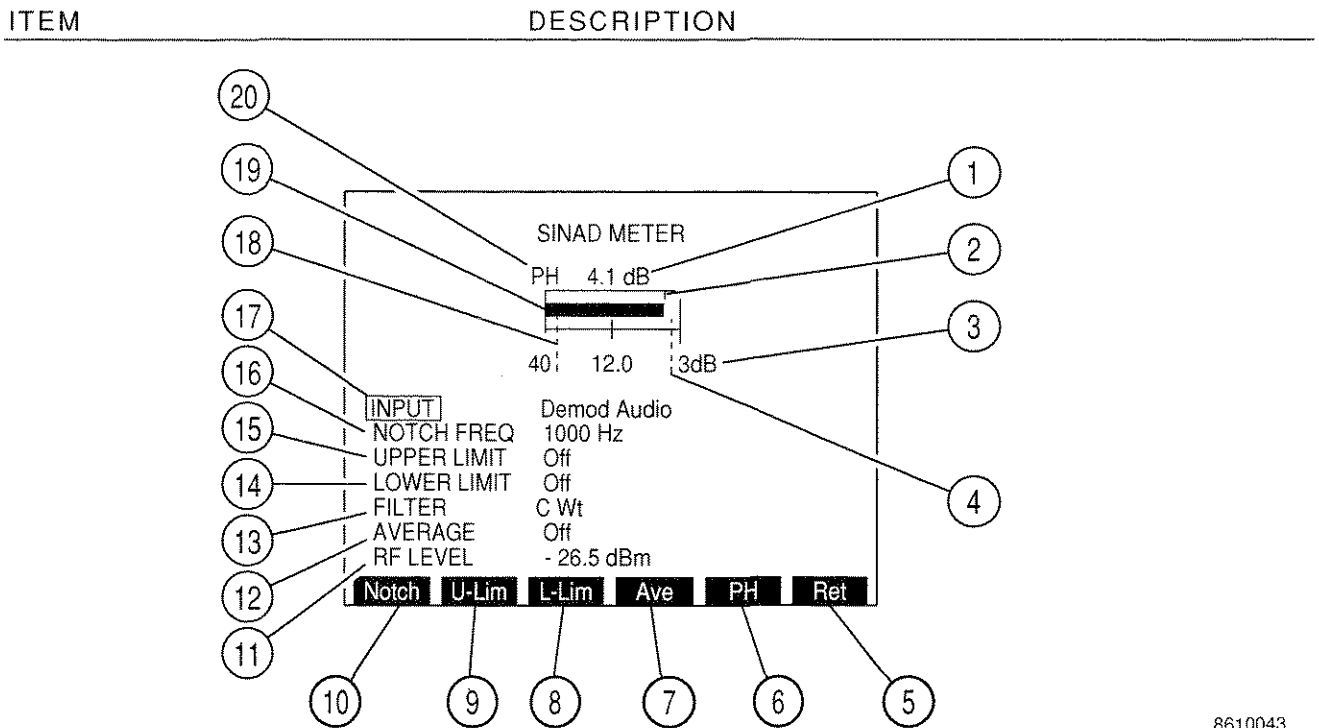 ITEM DESCRIPTION
20
19
18
17
16
15
14
13
12
11
1
2
3
4
SINAD METER
PH 4.1 dB
40 12.0 3dB
INPUT Demod Audio
NOTCH FREQ 1000 Hz
UPPER LIMIT Off
LOWER LIMIT Off
FILTER C Wt
AVERAGE Off
RF LEVEL - 26.5 dBm
Notch U-Lim L-Lim Ave PH Ret
10 9 8 7 6 5
8610043